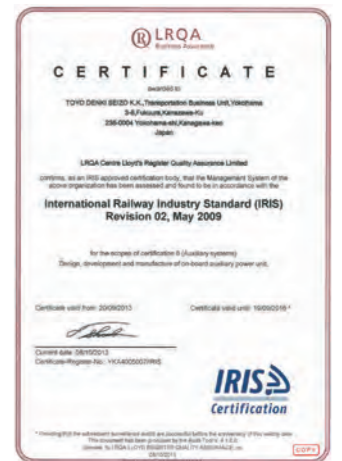 LRQA
Business Assurance
CERTIFICATE
awarded to
TOYO DENKI SEIZO K.K., Transportation Business Unit, Yokohama
3-8, Fukuura, Kanazawa-Ku
236-0004 Yokohama-shi, Kanagawa-ken
Japan
LRQA Centre Lloyd's Register Quality Assurance Limited
confirms, as an IRIS approved certification body, that the Management System of the
above organization has been assessed and found to be in accordance with the
International Railway Industry Standard (IRIS)
Revision 02, May 2009
for the scopes of certification 8 (Auxiliary systems)
Design, development and manufacture of on-board auxiliary power unit.
Certificate valid from: 20/09/2013
Certificate valid until: 19/09/2016 *
Current date: 08/10/2013
Certificate-Register-No.:
IRIS
Certification
COPY